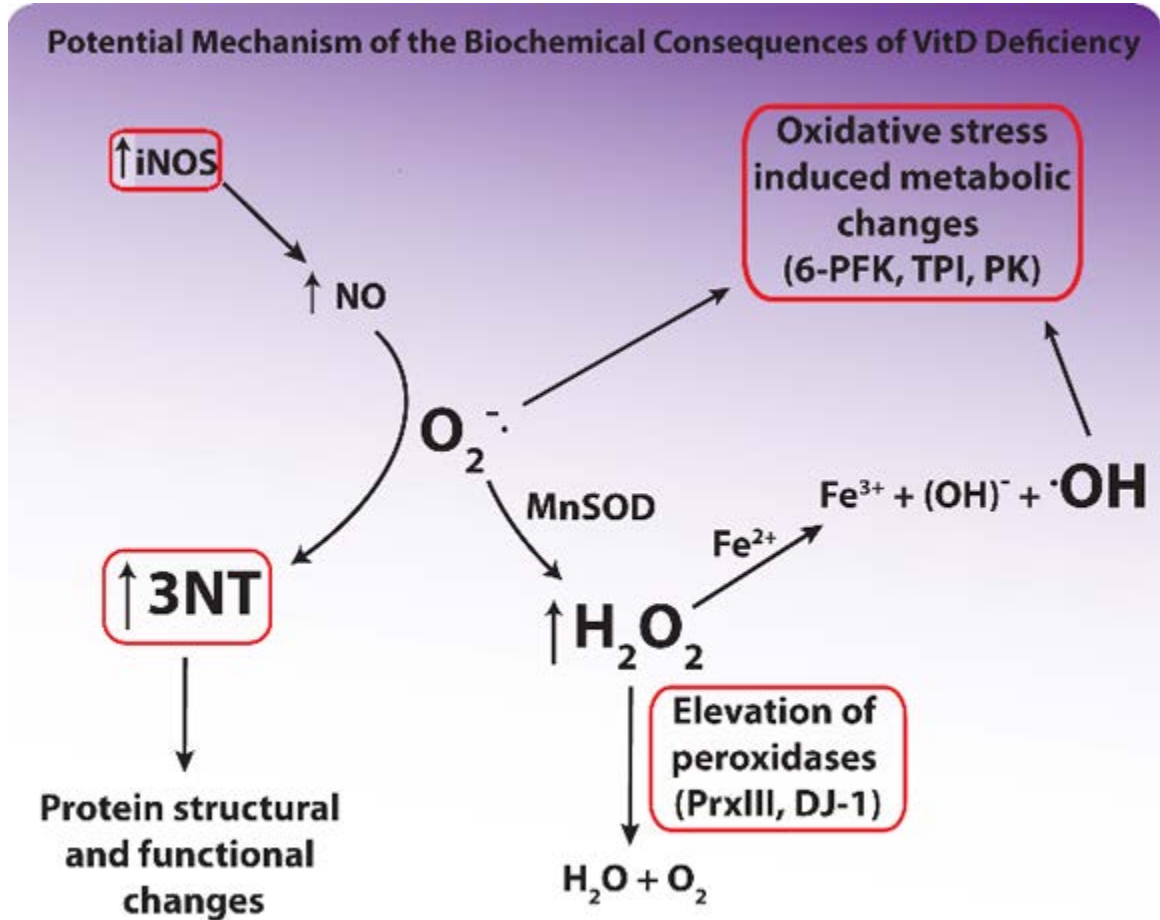 Potential Mechanism of the Biochemical Consequences of VitD Deficiency
↑iNOS
↑ NO
Oxidative stress
induced metabolic
changes
(6-PFK, TPI, PK)
O₂⁻·
MnSOD
Fe²⁺
Fe³⁺ + (OH)⁻ + ·OH
↑3NT
↑H₂O₂
Elevation of
peroxidases
(PrxIII, DJ-1)
Protein structural
and functional
changes
H₂O + O₂